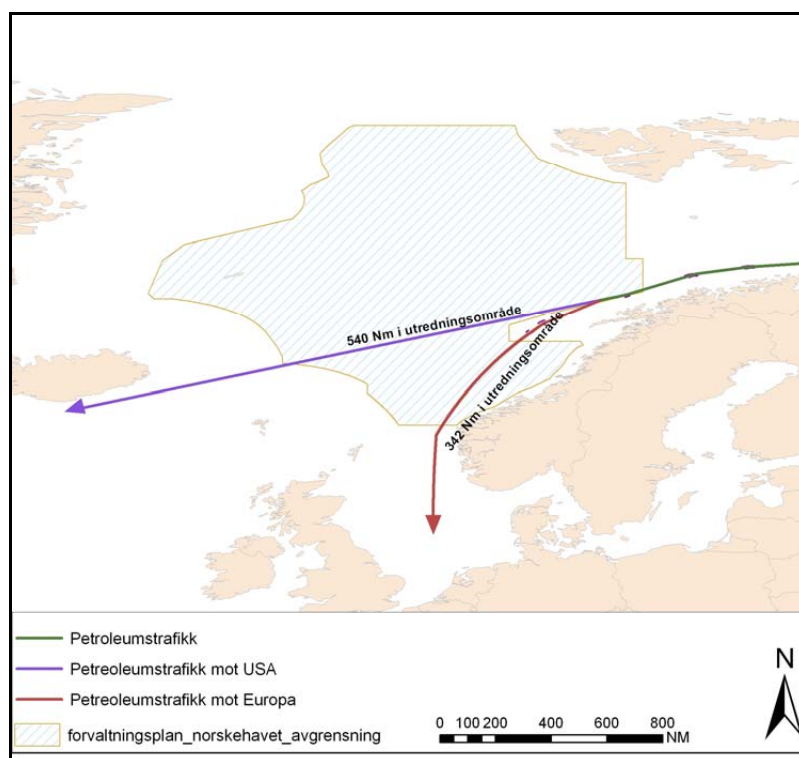 540 Nm i utredningsområde
342 Nm i utredningsområde
Petroleumstrafikk
Petreoleumstrafikk mot USA
Petreoleumstrafikk mot Europa
forvaltningsplan_norskehavet_avgrensning
N
0 100 200 400 600 800
NM